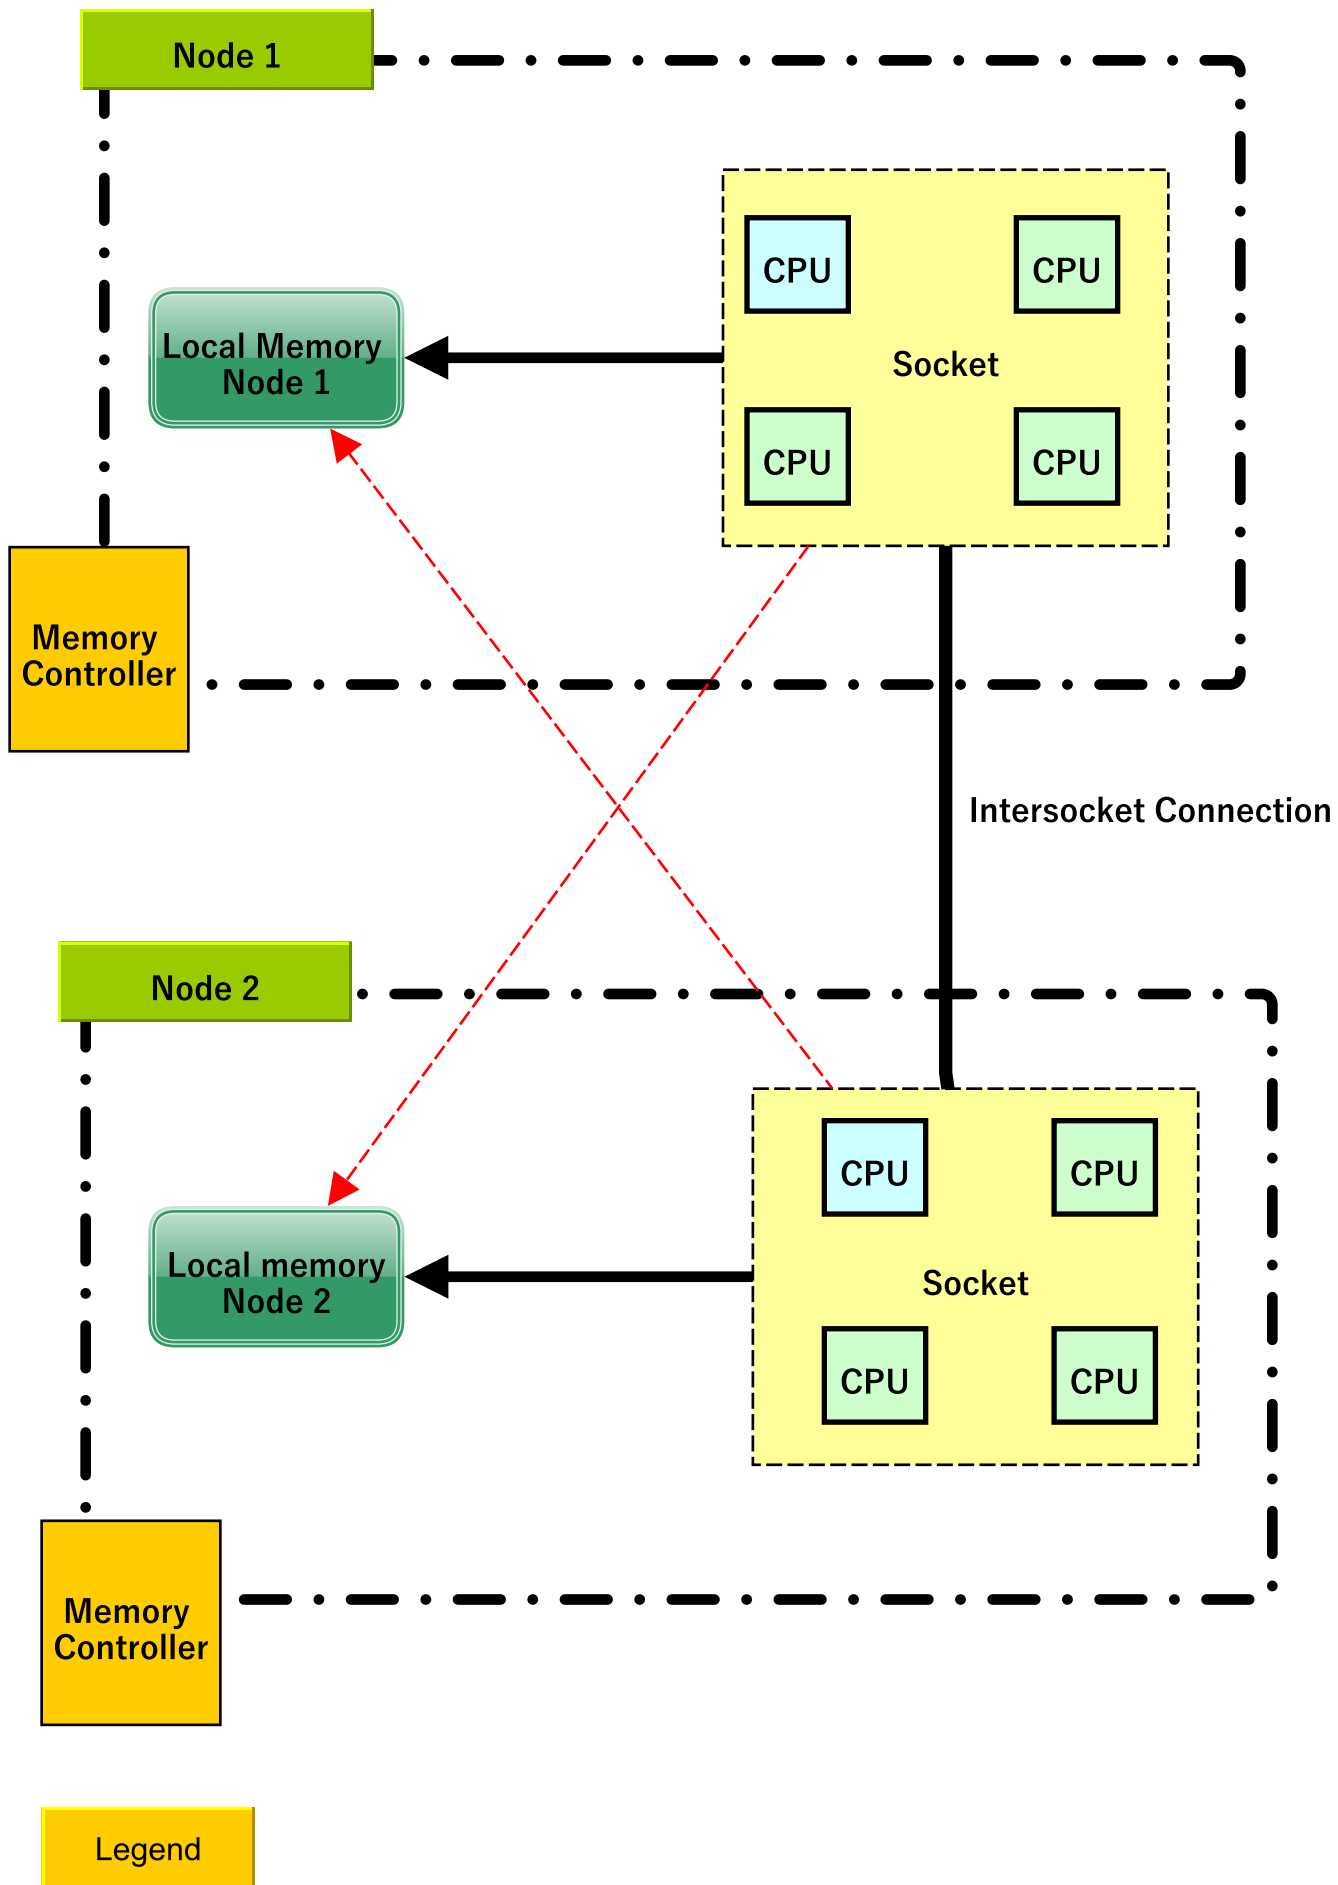 Node 1
CPU
CPU
Local Memory
Node 1
Socket
CPU
CPU
Memory
Controller
Intersocket Connection
Node 2
CPU
CPU
Local memory
Node 2
Socket
CPU
CPU
Memory
Controller
Legend